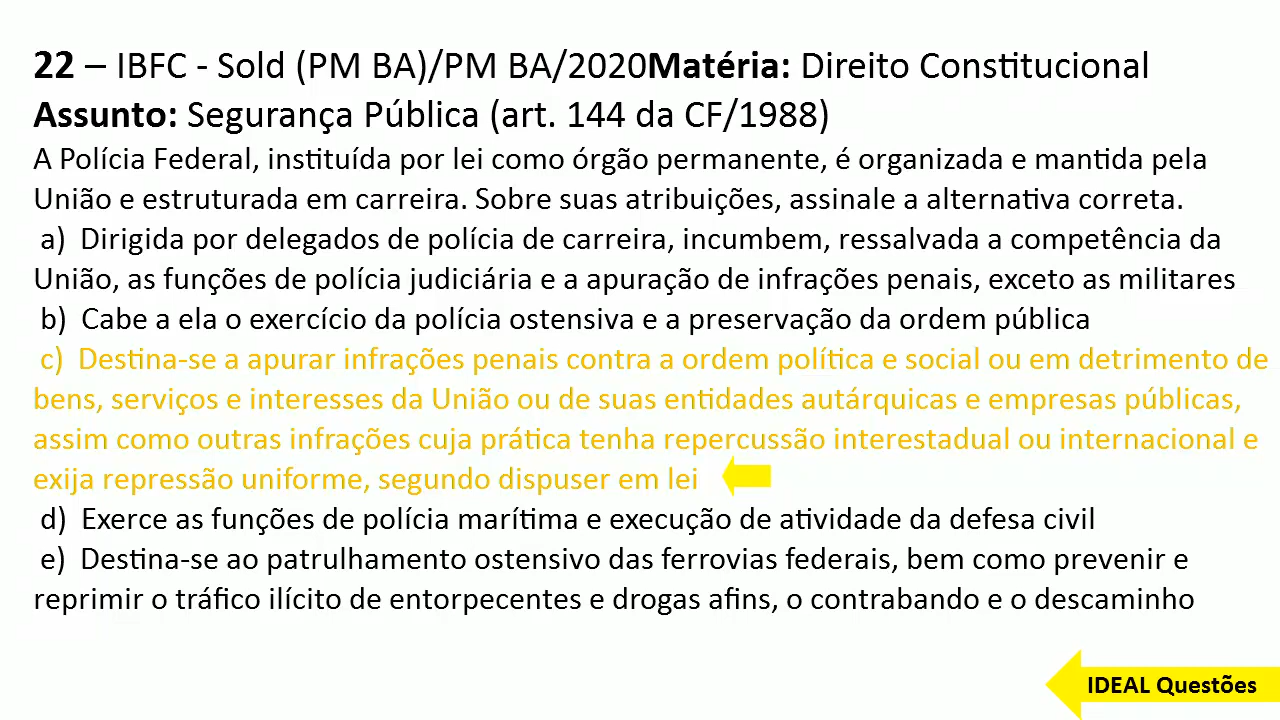 22 – IBFC - Sold (PM BA)/PM BA/2020Matéria: Direito Constitucional
Assunto: Segurança Pública (art. 144 da CF/1988)
A Polícia Federal, instituída por lei como órgão permanente, é organizada e mantida pela
União e estruturada em carreira. Sobre suas atribuições, assinale a alternativa correta.
a) Dirigida por delegados de polícia de carreira, incumbem, ressalvada a competência da
União, as funções de polícia judiciária e a apuração de infrações penais, exceto as militares
b) Cabe a ela o exercício da polícia ostensiva e a preservação da ordem pública
c) Destina-se a apurar infrações penais contra a ordem política e social ou em detrimento de
bens, serviços e interesses da União ou de suas entidades autárquicas e empresas públicas,
assim como outras infrações cuja prática tenha repercussão interestadual ou internacional e
exija repressão uniforme, segundo dispuser em lei
d) Exerce as funções de polícia marítima e execução de atividade da defesa civil
e) Destina-se ao patrulhamento ostensivo das ferrovias federais, bem como prevenir e
reprimir o tráfico ilícito de entorpecentes e drogas afins, o contrabando e o descaminho
IDEAL Questões